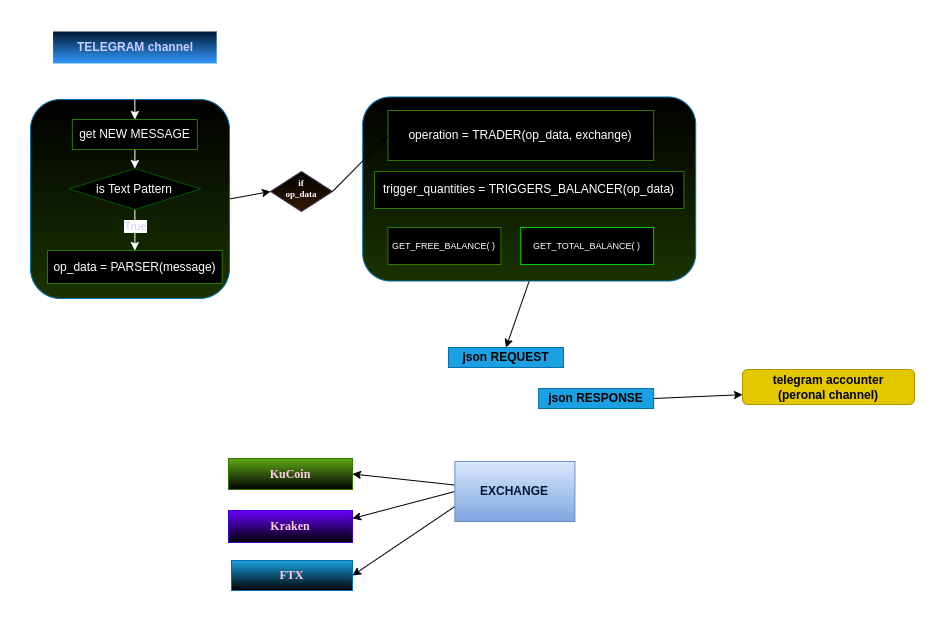 TELEGRAM channel
get NEW MESSAGE
is Text Pattern
True
op_data = PARSER(message)
if
op_data
operation = TRADER(op_data, exchange)
trigger_quantities = TRIGGERS_BALANCER(op_data)
GET_FREE_BALANCE( )
GET_TOTAL_BALANCE( )
json REQUEST
json RESPONSE
telegram accounter
(peronal channel)
EXCHANGE
KuCoin
Kraken
FTX